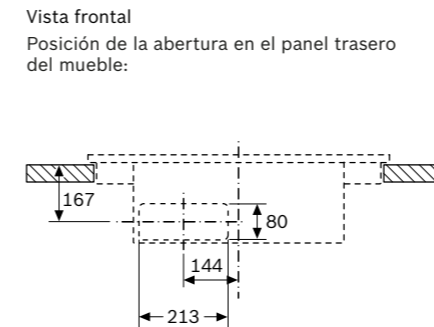 Vista frontal
Posición de la abertura en el panel trasero
del mueble:
167
80
144
213